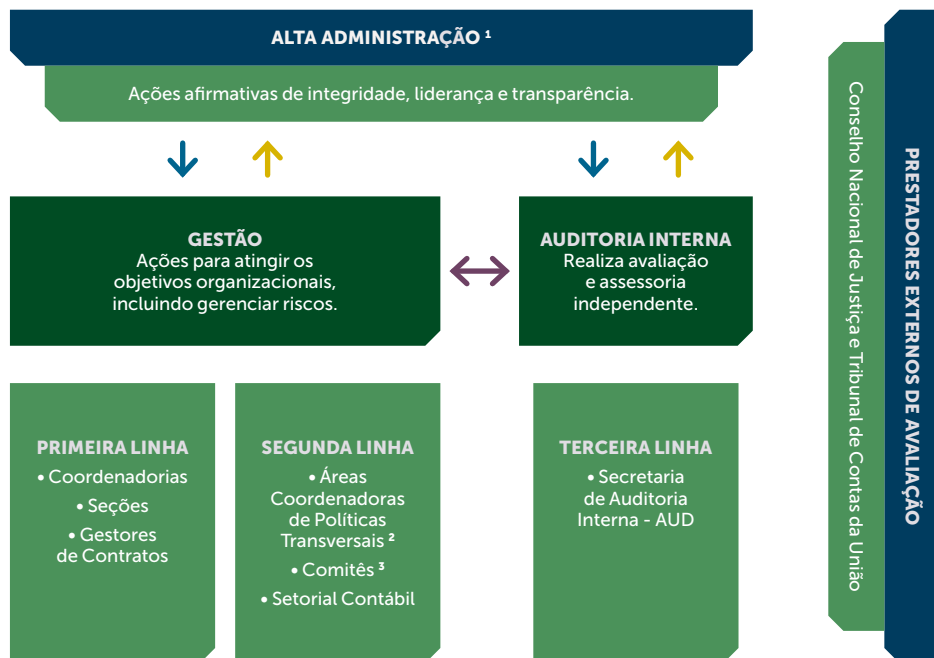 ALTA ADMINISTRAÇÃO ¹
Ações afirmativas de integridade, liderança e transparência.
GESTÃO
Ações para atingir os
objetivos organizacionais,
incluindo gerenciar riscos.
AUDITORIA INTERNA
Realiza avaliação
e assessoria
independente.
PRIMEIRA LINHA
• Coordenadorias
• Seções
• Gestores
de Contratos
SEGUNDA LINHA
• Áreas
Coordenadoras
de Políticas
Transversais ²
• Comitês ³
• Setorial Contábil
TERCEIRA LINHA
• Secretaria
de Auditoria
Interna - AUD
Conselho Nacional de Justiça e Tribunal de Contas da União
PRESTADORES EXTERNOS DE AVALIAÇÃO